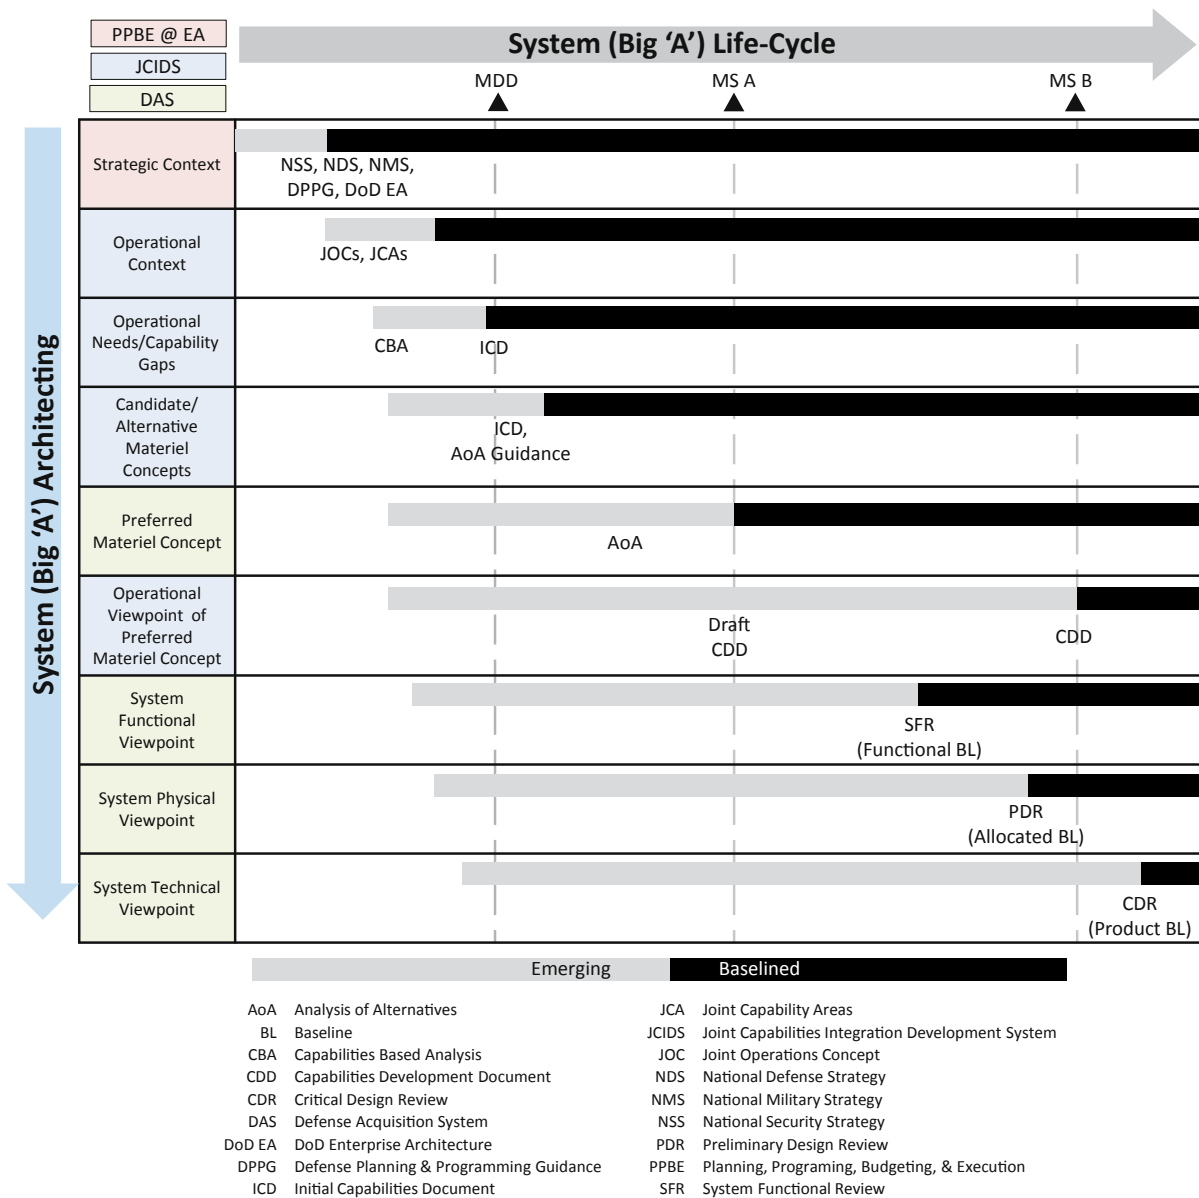 PPBE @ EA
JCIDS
DAS
System (Big ‘A’) Life-Cycle
MDD
MS A
MS B
System (Big ‘A’) Architecting
Strategic Context
NSS, NDS, NMS,
DPPG, DoD EA
Operational
Context
JOCs, JCAs
Operational
Needs/Capability
Gaps
CBA
ICD
Candidate/
Alternative
Materiel
Concepts
ICD,
AoA Guidance
Preferred
Materiel Concept
AoA
Operational
Viewpoint of
Preferred
Materiel Concept
Draft
CDD
CDD
System
Functional
Viewpoint
SFR
(Functional BL)
System Physical
Viewpoint
PDR
(Allocated BL)
System Technical
Viewpoint
CDR
(Product BL)
Emerging
Baselined
AoA Analysis of Alternatives
BL Baseline
CBA Capabilities Based Analysis
CDD Capabilities Development Document
CDR Critical Design Review
DAS Defense Acquisition System
DoD EA DoD Enterprise Architecture
DPPG Defense Planning & Programming Guidance
ICD Initial Capabilities Document
JCA Joint Capability Areas
JCIDS Joint Capabilities Integration Development System
JOC Joint Operations Concept
NDS National Defense Strategy
NMS National Military Strategy
NSS National Security Strategy
PDR Preliminary Design Review
PPBE Planning, Programing, Budgeting, & Execution
SFR System Functional Review